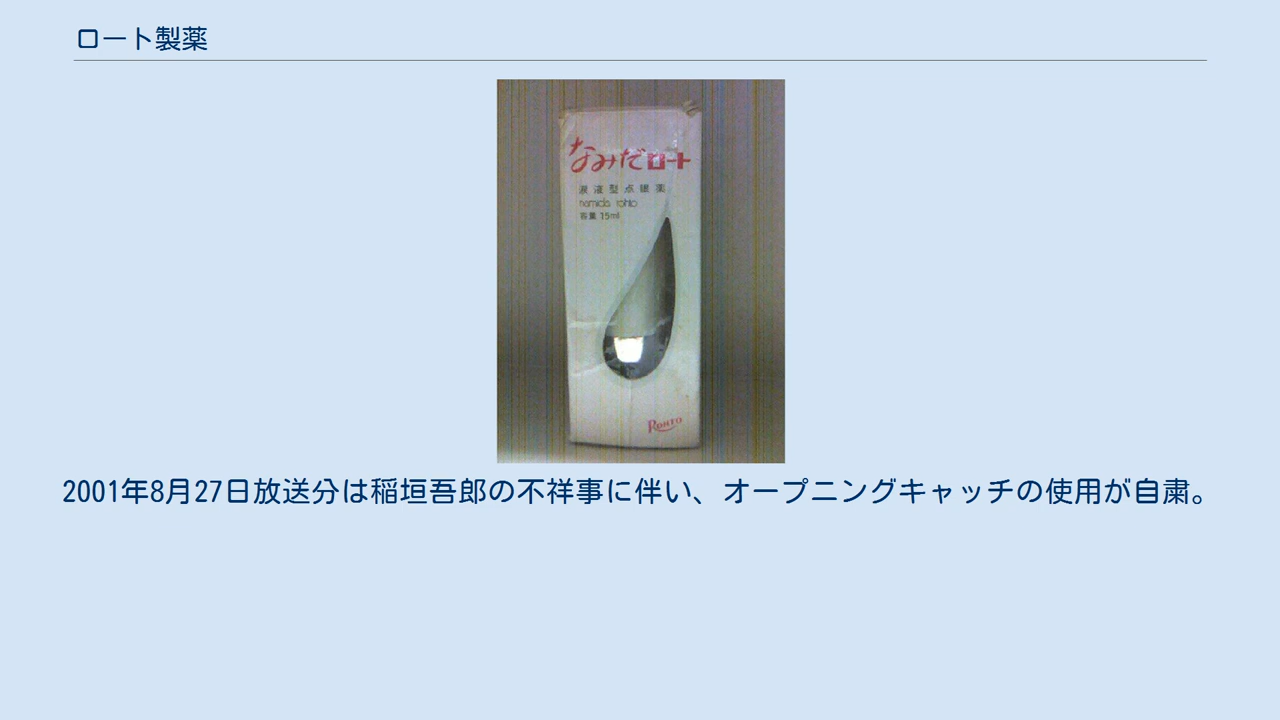 ロート製薬
なみだロート
涙液型点眼薬
namida rohto
容量 15ml
ROHTO
2001年8月27日放送分は稲垣吾郎の不祥事に伴い、オープニングキャッチの使用が自粛。